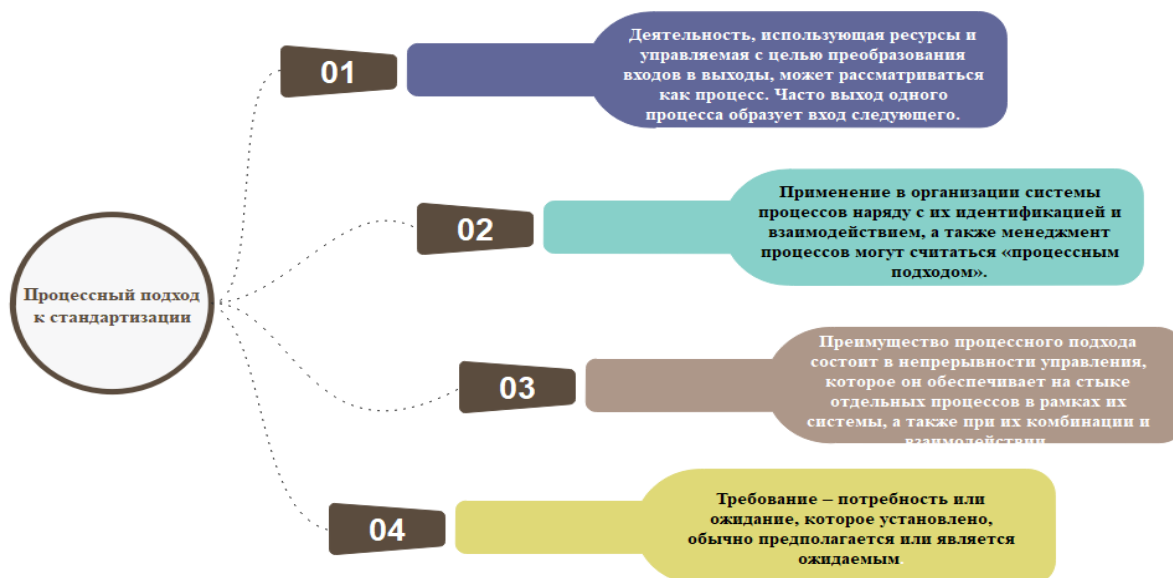 Процессный подход
к стандартизации
01
Деятельность, использующая ресурсы и
управляемая с целью преобразования
входов в выходы, может рассматриваться
как процесс. Часто выход одного
процесса образует вход следующего.
02
Применение в организации системы
процессов наряду с их идентификацией и
взаимодействием, а также менеджмент
процессов могут считаться «процессным
подходом».
03
Преимущество процессного подхода
состоит в непрерывности управления,
которое он обеспечивает на стыке
отдельных процессов в рамках их
системы, а также при их комбинации и
взаимодействии
04
Требование – потребность или
ожидание, которое установлено,
обычно предполагается или является
ожидаемым.